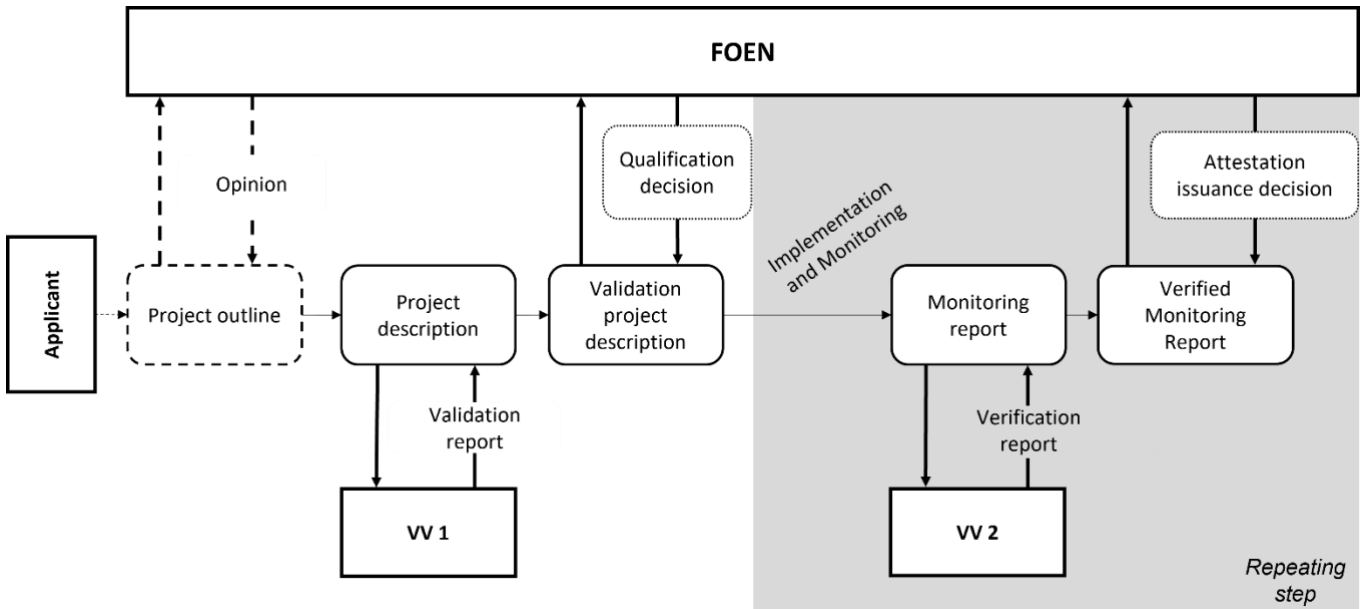 FOEN
Opinion
Qualification
decision
Attestation
issuance decision
Implementation
and Monitoring
Applicant
Project outline
Project
description
Validation
project
description
Monitoring
report
Verified
Monitoring
Report
Validation
report
Verification
report
VV 1
VV 2
Repeating
step